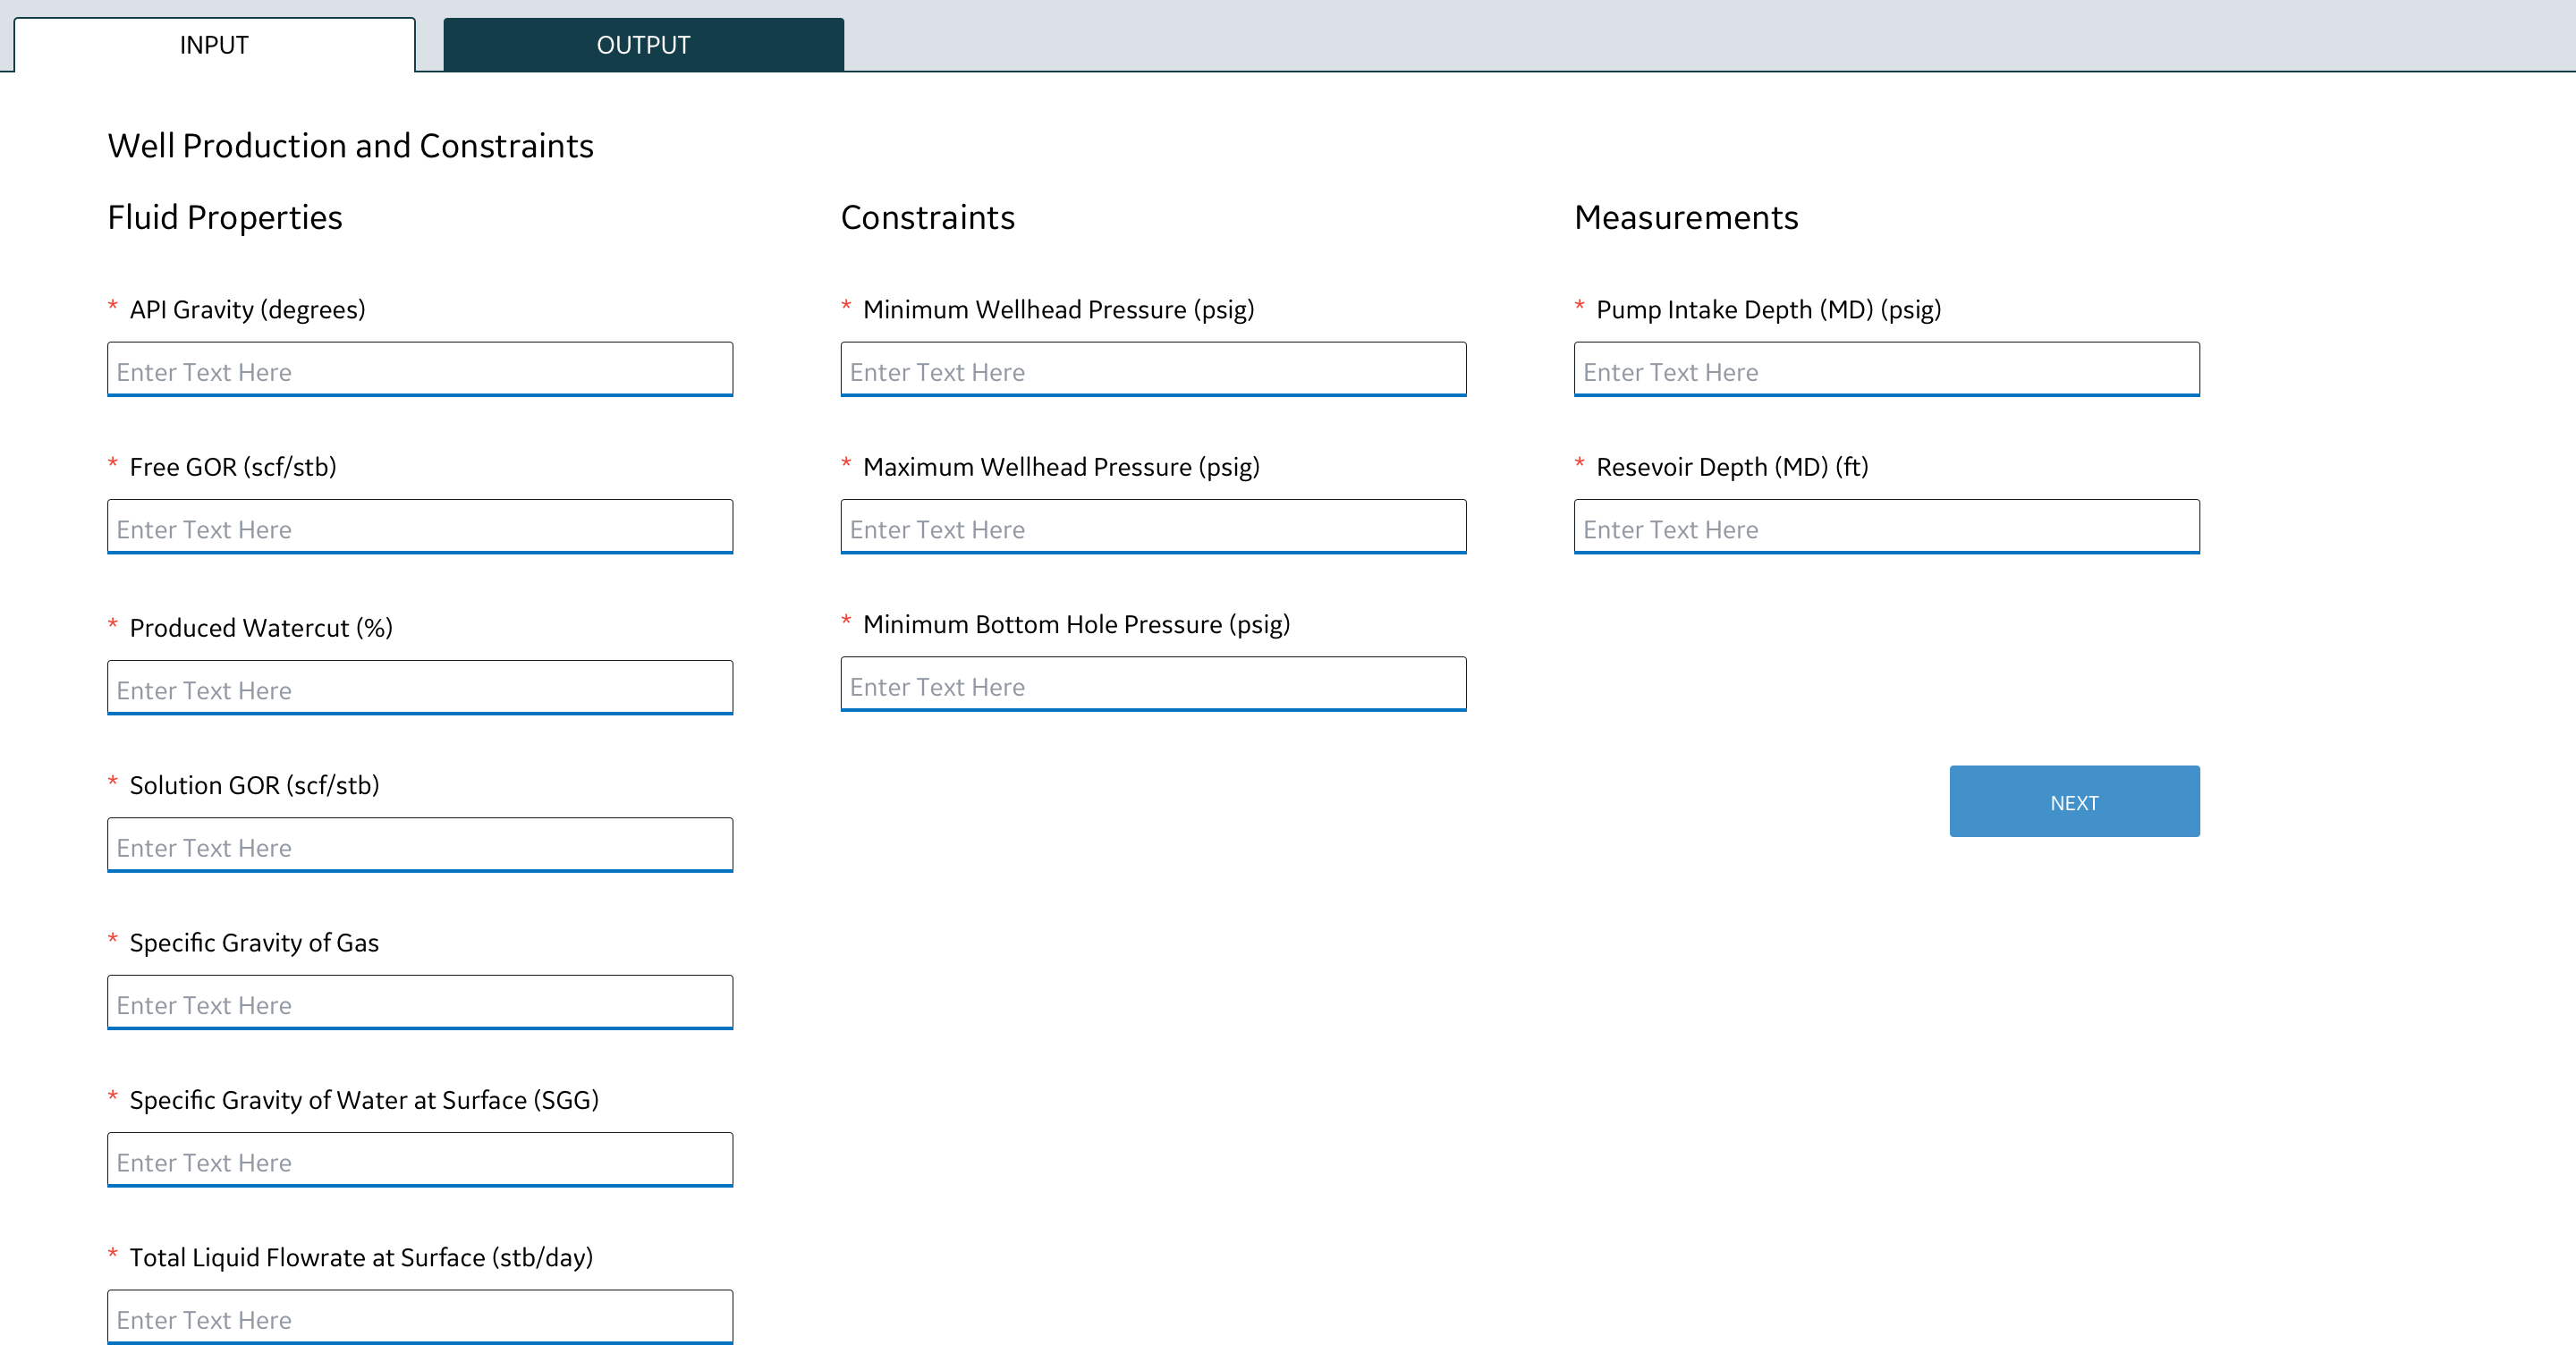 INPUT
OUTPUT
Well Production and Constraints
Fluid Properties
* API Gravity (degrees)
Enter Text Here
* Free GOR (scf/stb)
Enter Text Here
* Produced Watercut (%)
Enter Text Here
* Solution GOR (scf/stb)
Enter Text Here
* Specific Gravity of Gas
Enter Text Here
* Specific Gravity of Water at Surface (SGG)
Enter Text Here
* Total Liquid Flowrate at Surface (stb/day)
Enter Text Here
Constraints
* Minimum Wellhead Pressure (psig)
Enter Text Here
* Maximum Wellhead Pressure (psig)
Enter Text Here
* Minimum Bottom Hole Pressure (psig)
Enter Text Here
Measurements
* Pump Intake Depth (MD) (psig)
Enter Text Here
* Resevoir Depth (MD) (ft)
Enter Text Here
NEXT